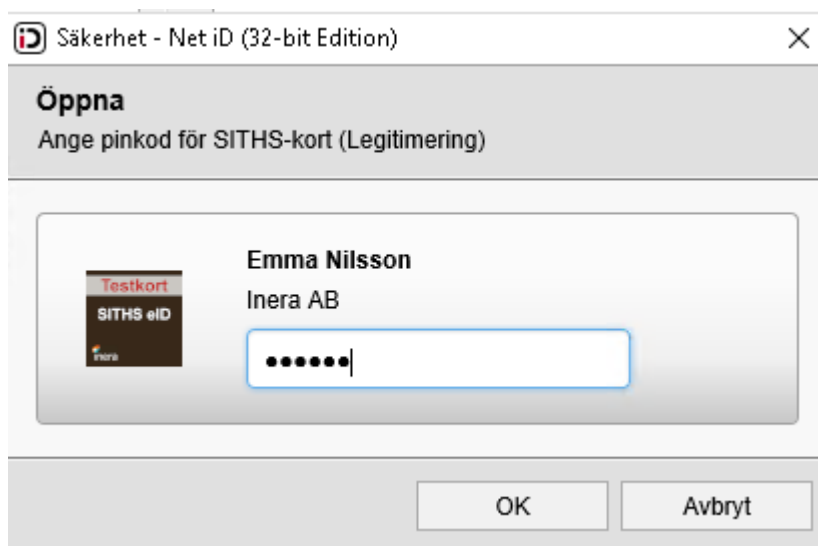 iD Säkerhet - Net iD (32-bit Edition)
Öppna
Ange pinkod för SITHS-kort (Legitimering)
Testkort
SITHS eID
inera
Emma Nilsson
Inera AB
●●●●●●
OK
Avbryt